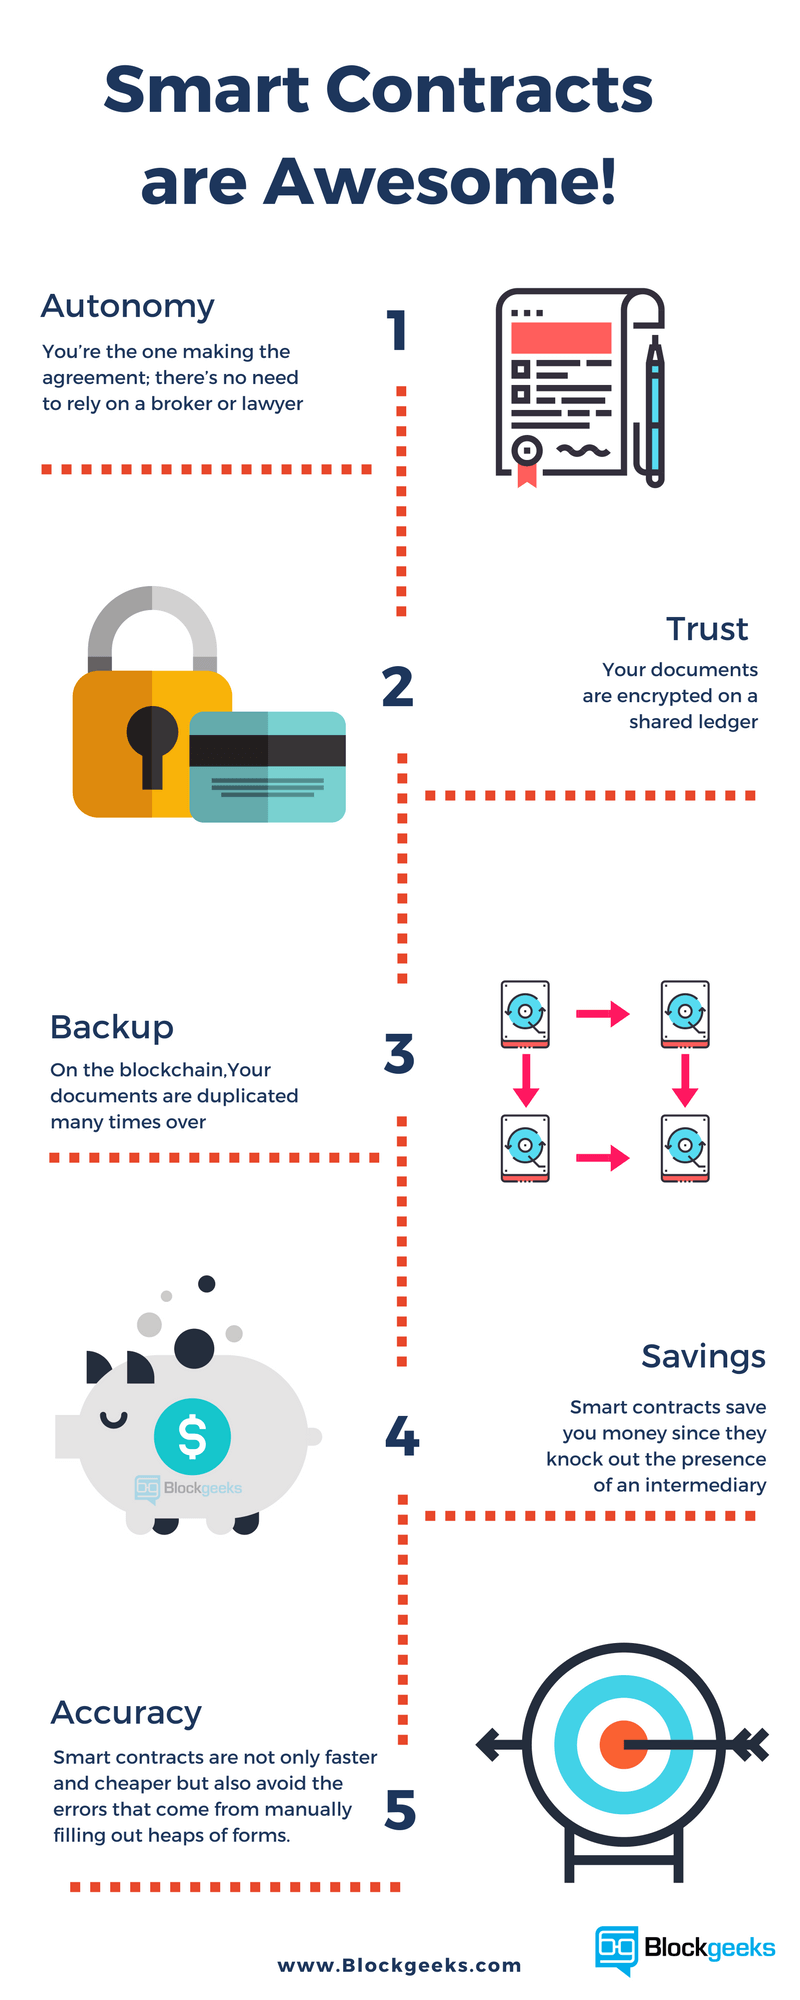 Smart Contracts
are Awesome!
Autonomy
You’re the one making the
agreement; there’s no need
to rely on a broker or lawyer
1
Trust
Your documents
are encrypted on a
shared ledger
2
Backup
On the blockchain,Your
documents are duplicated
many times over
3
Savings
Smart contracts save
you money since they
knock out the presence
of an intermediary
4
$
Blockgeeks
Accuracy
Smart contracts are not only faster
and cheaper but also avoid the
errors that come from manually
filling out heaps of forms.
5
www.Blockgeeks.com
Blockgeeks